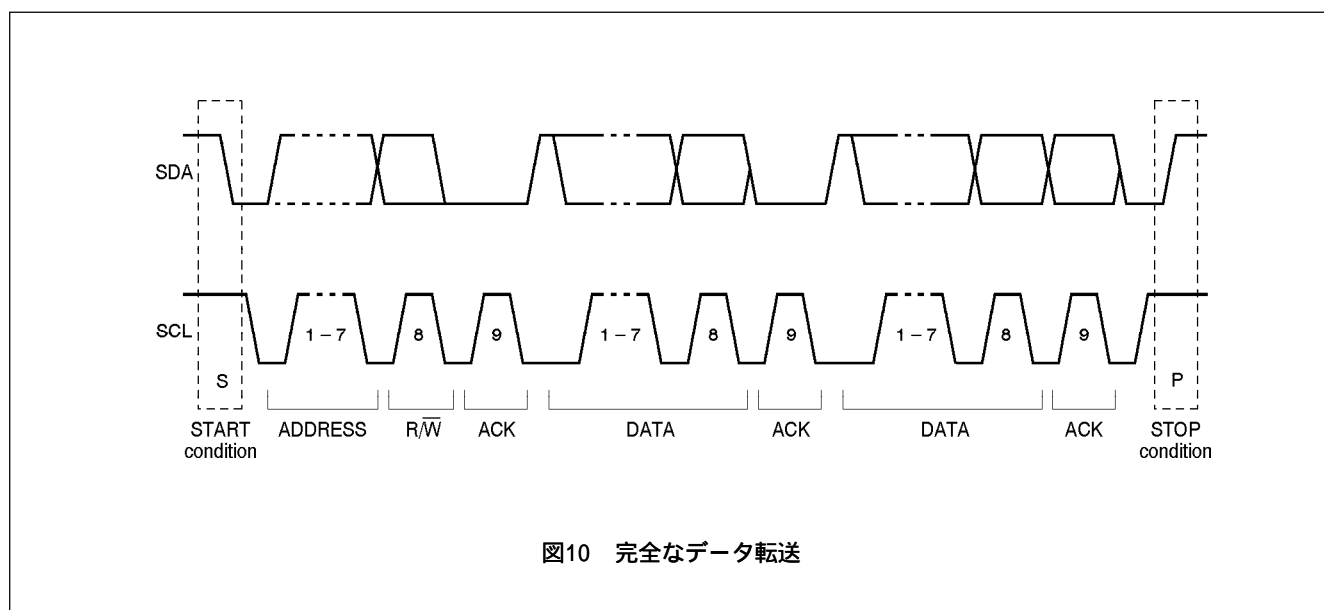 SDA
SCL
1 – 7
8
9
1 – 7
8
9
1 – 7
8
9
S
P
START
condition
ADDRESS
R/W̅
ACK
DATA
ACK
DATA
ACK
STOP
condition
図10 完全なデータ転送